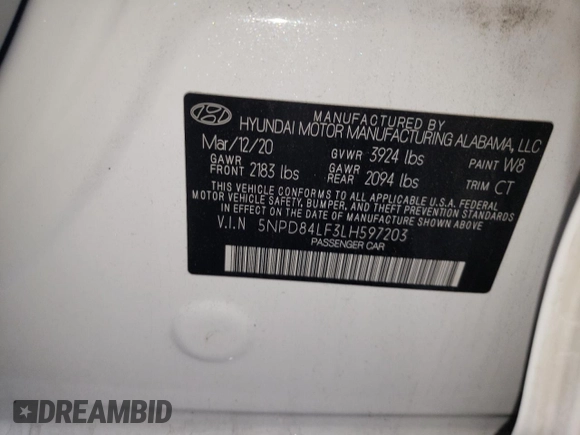 MANUFACTURED BY
HYUNDAI MOTOR MANUFACTURING ALABAMA, LLC
Mar/12/20 GVWR 3924 lbs PAINT W8
GAWR FRONT 2183 lbs GAWR REAR 2094 lbs TRIM CT
THIS VEHICLE CONFORMS TO ALL APPLICABLE U.S.A. FEDERAL
MOTOR VEHICLE SAFETY, BUMPER, AND THEFT PREVENTION STANDARDS
IN EFFECT ON THE DATE OF MANUFACTURE SHOWN ABOVE
V.I.N 5NPD84LF3LH597203
PASSENGER CAR
DREAMBID